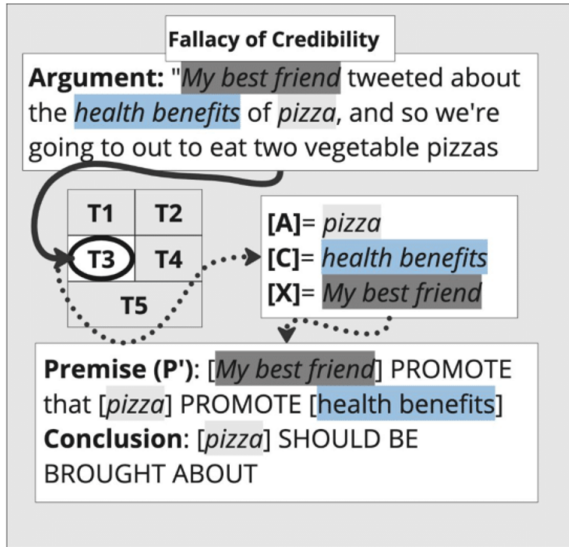 Fallacy of Credibility
Argument: "My best friend tweeted about
the health benefits of pizza, and so we're
going to out to eat two vegetable pizzas
T1 T2
T3 T4
T5
[A]= pizza
[C]= health benefits
[X]= My best friend
Premise (P'): [My best friend] PROMOTE
that [pizza] PROMOTE [health benefits]
Conclusion: [pizza] SHOULD BE
BROUGHT ABOUT